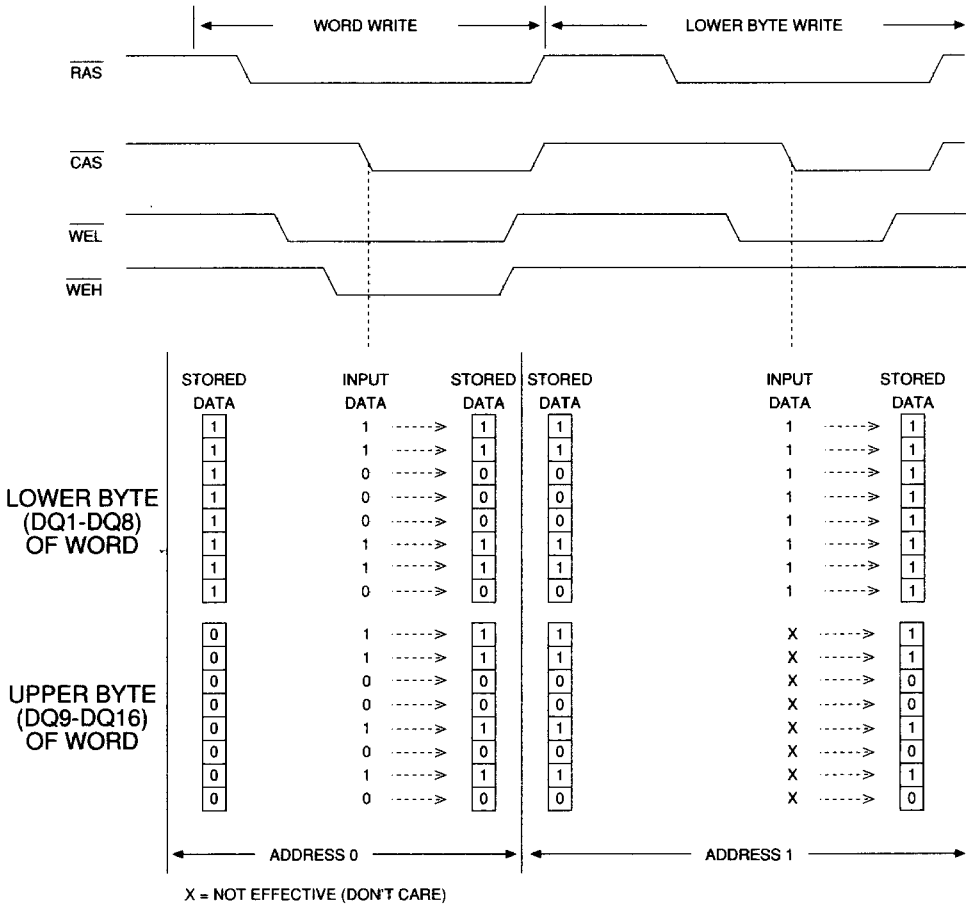 WORD WRITE LOWER BYTE WRITE
RAS
CAS
WEL
WEH
STORED INPUT STORED STORED INPUT STORED
DATA DATA DATA DATA DATA DATA
1 1 1 1 1 1
1 1 1 1 1 1
1 0 0 0 1 1
1 0 0 0 1 1
1 0 0 0 1 1
1 1 1 1 1 1
1 1 1 1 1 1
1 0 0 0 1 1
LOWER BYTE
(DQ1-DQ8)
OF WORD
0 1 1 1 X 1
0 1 1 1 X 1
0 0 0 0 X 0
0 0 0 0 X 0
0 1 1 1 X 1
0 0 0 0 X 0
0 1 1 1 X 1
0 0 0 0 X 0
UPPER BYTE
(DQ9-DQ16)
OF WORD
ADDRESS 0 ADDRESS 1
X = NOT EFFECTIVE (DON'T CARE)